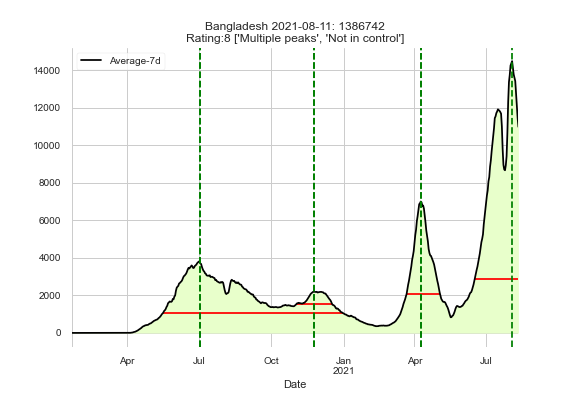 Bangladesh 2021-08-11: 1386742
Rating:8 ['Multiple peaks', 'Not in control']
Average-7d
14000
12000
10000
8000
6000
4000
2000
0
Apr Jul Oct Jan Apr Jul
2021
Date